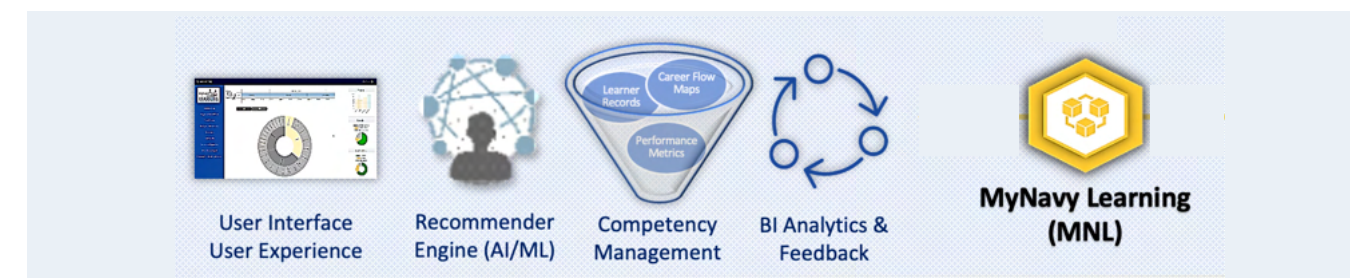 Learner
Records
Career Flow
Maps
Performance
Metrics
User Interface
User Experience
Recommender
Engine (AI/ML)
Competency
Management
BI Analytics &
Feedback
MyNavy Learning
(MNL)